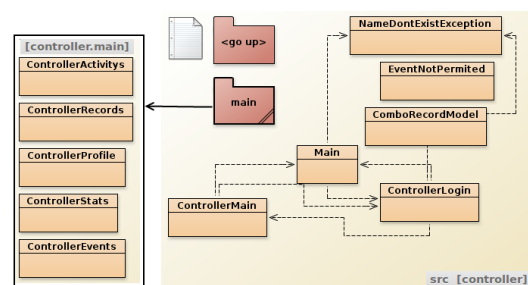 [controller.main]
ControllerActivitys
ControllerRecords
ControllerProfile
ControllerStats
ControllerEvents
<go up>
main
NameDontExistException
EventNotPermited
ComboRecordModel
Main
ControllerLogin
ControllerMain
src [controller]